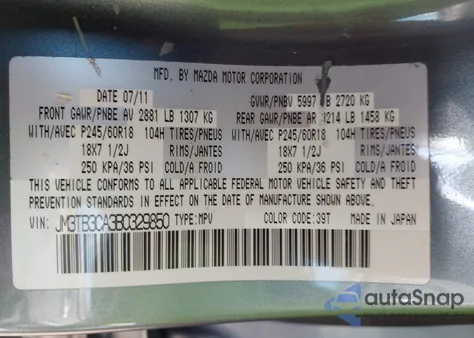 MFD. BY MAZDA MOTOR CORPORATION
DATE 07/11 GVWR/PNBV 5997 LB 2720 KG
FRONT GAWR/PNBE AV 2881 LB 1307 KG REAR GAWR/PNBE AR 3214 LB 1458 KG
WITH/AVEC P245/60R18 104H TIRES/PNEUS WITH/AVEC P245/60R18 104H TIRES/PNEUS
18X7 1/2J RIMS/JANTES 18X7 1/2J RIMS/JANTES
250 KPA/36 PSI COLD/A FROID 250 KPA/36 PSI COLD/A FROID
THIS VEHICLE CONFORMS TO ALL APPLICABLE FEDERAL MOTOR VEHICLE SAFETY AND THEFT
PREVENTION STANDARDS IN EFFECT ON THE DATE OF MANUFACTURE SHOWN ABOVE.
VIN: JM3TB3CA3B0329850 TYPE:MPV COLOR CODE:39T MADE IN JAPAN
autoSnap